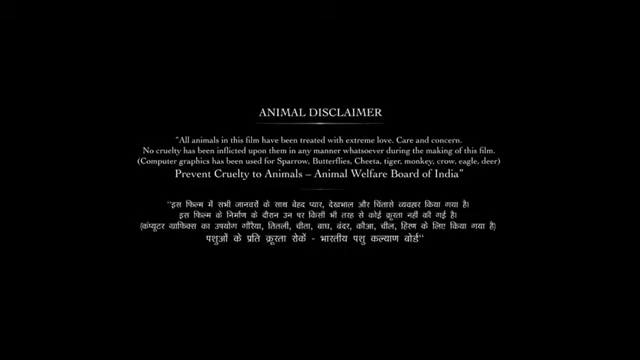 ANIMAL DISCLAIMER
"All animals in this film have been treated with extreme love. Care and concern.
No cruelty has been inflicted upon them in any manner whatsoever during the making of this film.
(Computer graphics has been used for Sparrow, Butterflies, Cheeta, tiger, monkey, crow, eagle, deer)
Prevent Cruelty to Animals – Animal Welfare Board of India"
"इस फिल्म में सभी जानवरों के साथ बेहद प्यार, देखभाल और चिंतासे व्यवहार किया गया है।
इस फिल्म के निर्माण के दौरान उन पर किसी भी तरह से कोई क्रूरता नहीं की गई है।
(कंप्यूटर ग्राफिक्स का उपयोग गौरैया, तितली, चीता, बाघ, बंदर, कौआ, चील, हिरण के लिए किया गया है)
पशुओं के प्रति क्रूरता रोकें - भारतीय पशु कल्याण बोर्ड"